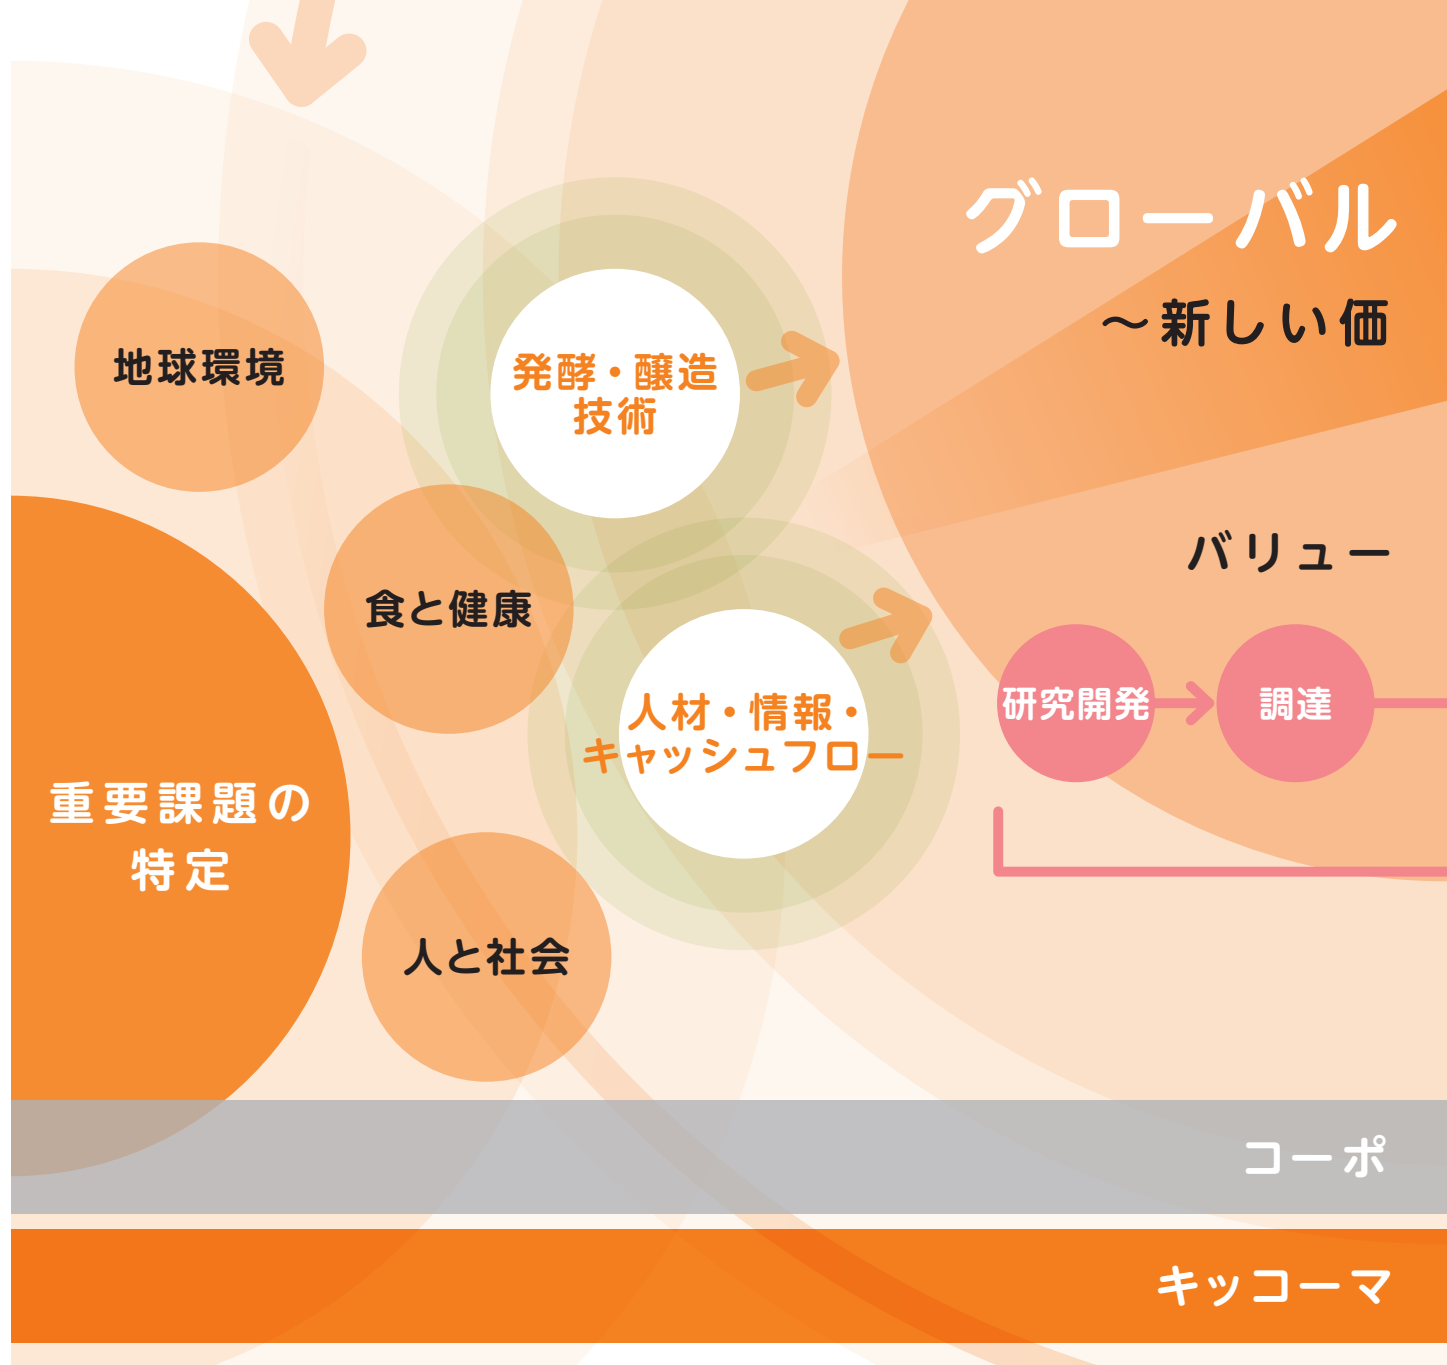 グローバル
～新しい価
地球環境
発酵・醸造
技術
バリュー
食と健康
研究開発
調達
人材・情報・
キャッシュフロー
重要課題の
特定
人と社会
コーポ
キッコーマ